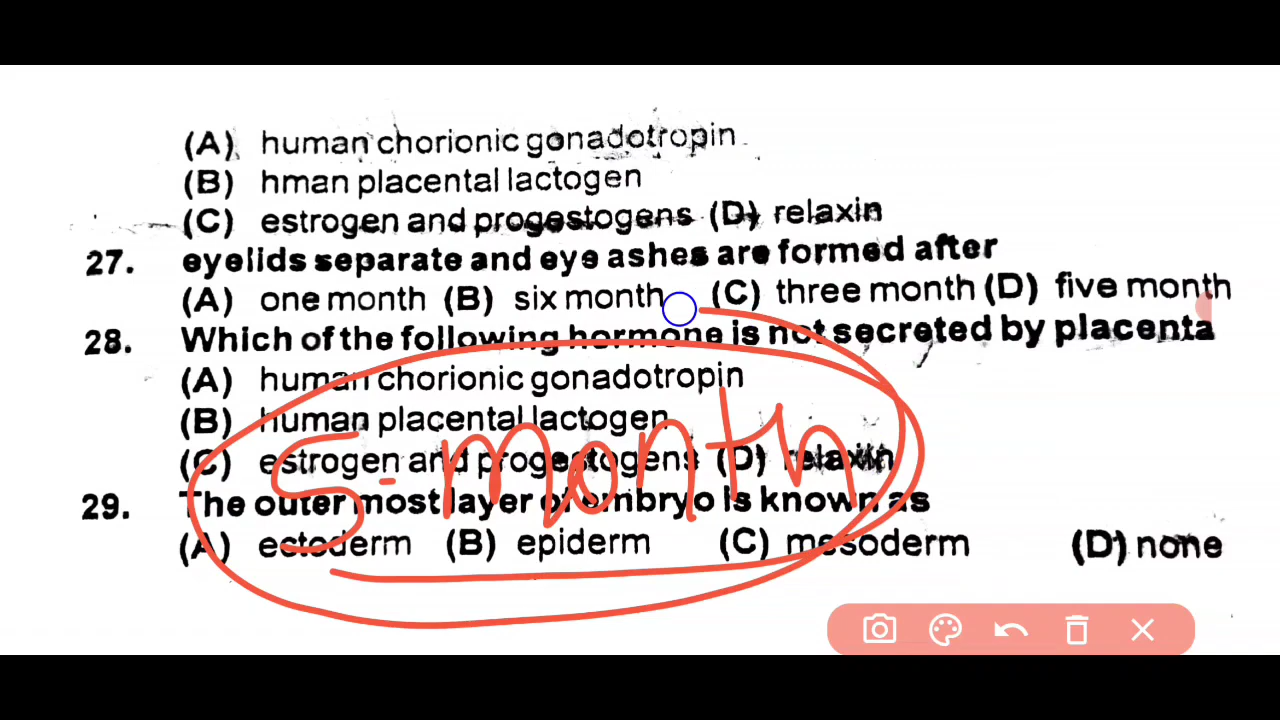 (A) human chorionic gonadotropin
(B) hman placental lactogen
(C) estrogen and progestogens (D) relaxin
27. eyelids separate and eye ashes are formed after
(A) one month (B) six month (C) three month (D) five month
28. Which of the following hormone is not secreted by placenta
(A) human chorionic gonadotropin
(B) human placental lactogen
(C) estrogen and progestogens (D) relaxin
5-month
29. The outer most layer of embryo is known as
(A) ectoderm (B) epiderm (C) mesoderm (D) none